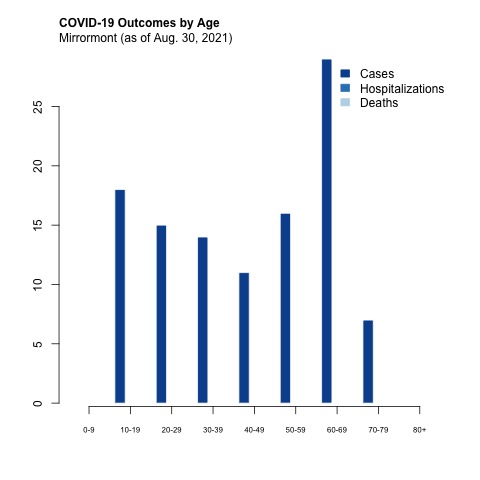 COVID-19 Outcomes by Age
Mirrormont (as of Aug. 30, 2021)
Cases
Hospitalizations
Deaths
25
20
15
10
5
0
0-9 10-19 20-29 30-39 40-49 50-59 60-69 70-79 80+